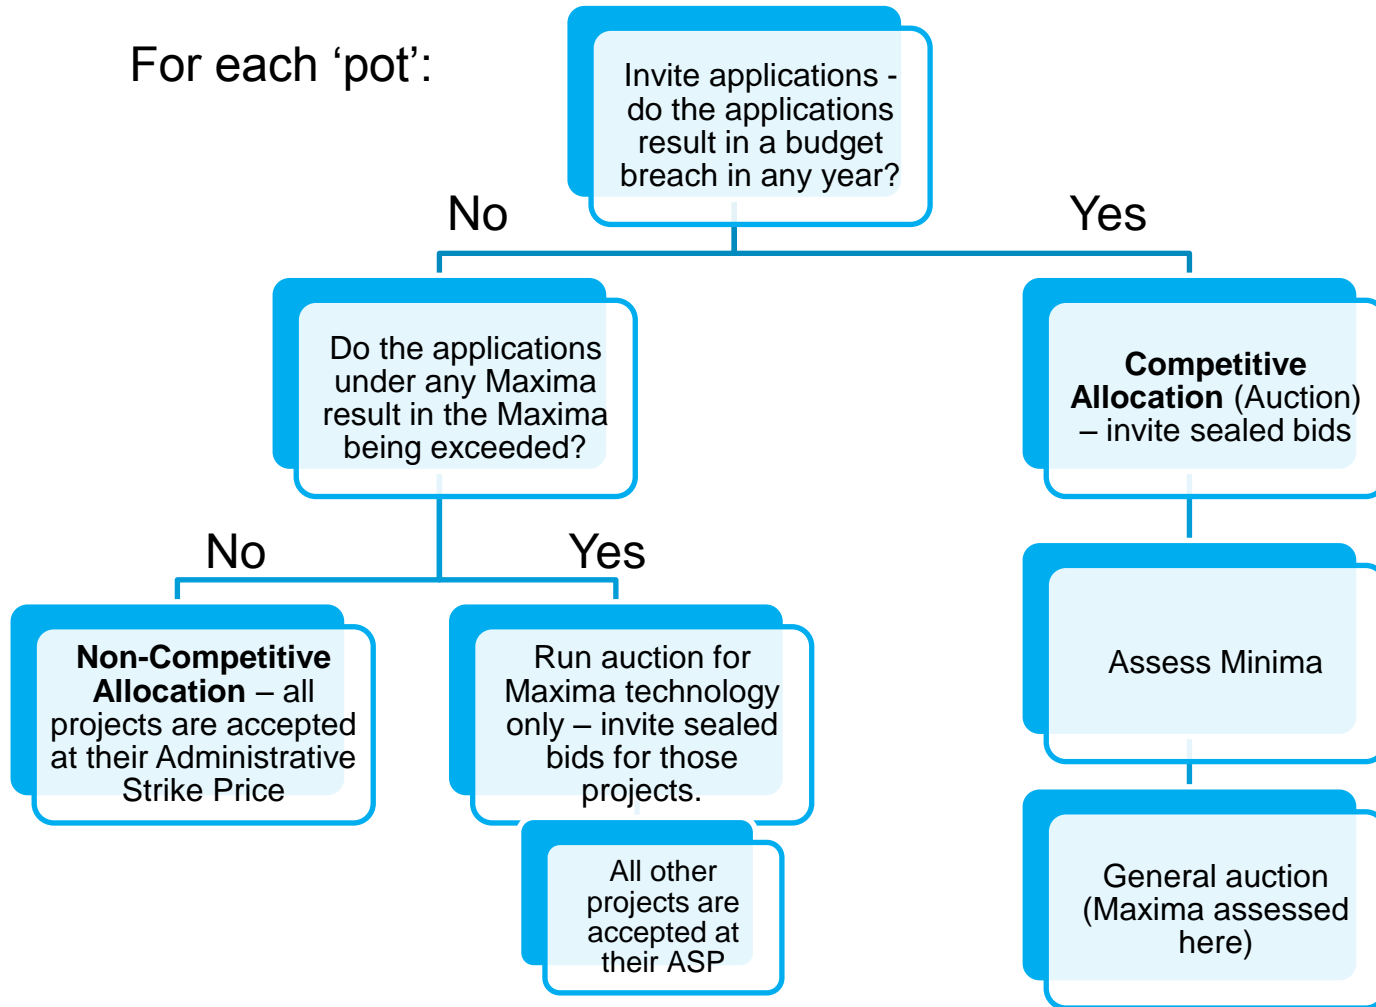 For each ‘pot’:
Invite applications -
do the applications
result in a budget
breach in any year?
No
Yes
Do the applications
under any Maxima
result in the Maxima
being exceeded?
Competitive
Allocation (Auction)
– invite sealed bids
No
Yes
Non-Competitive
Allocation – all
projects are accepted
at their Administrative
Strike Price
Run auction for
Maxima technology
only – invite sealed
bids for those
projects.
Assess Minima
All other
projects are
accepted at
their ASP
General auction
(Maxima assessed
here)